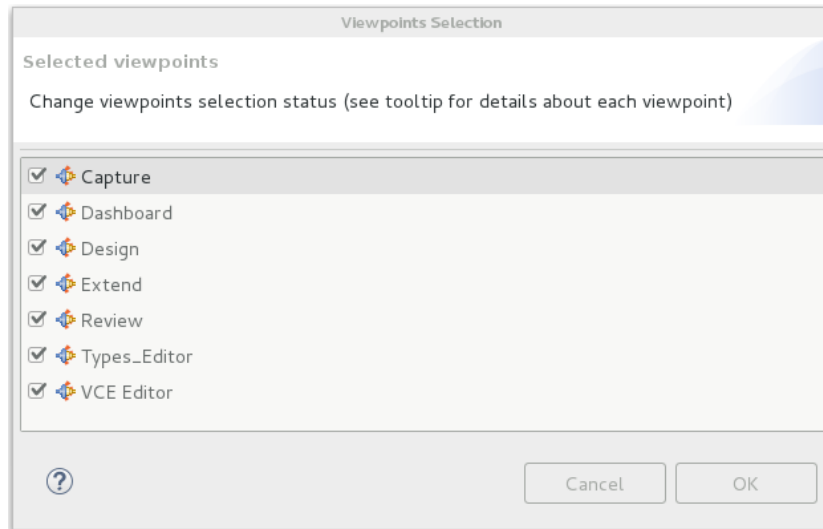 Viewpoints Selection
Selected viewpoints
Change viewpoints selection status (see tooltip for details about each viewpoint)
Capture
Dashboard
Design
Extend
Review
Types_Editor
VCE Editor
?
Cancel
OK